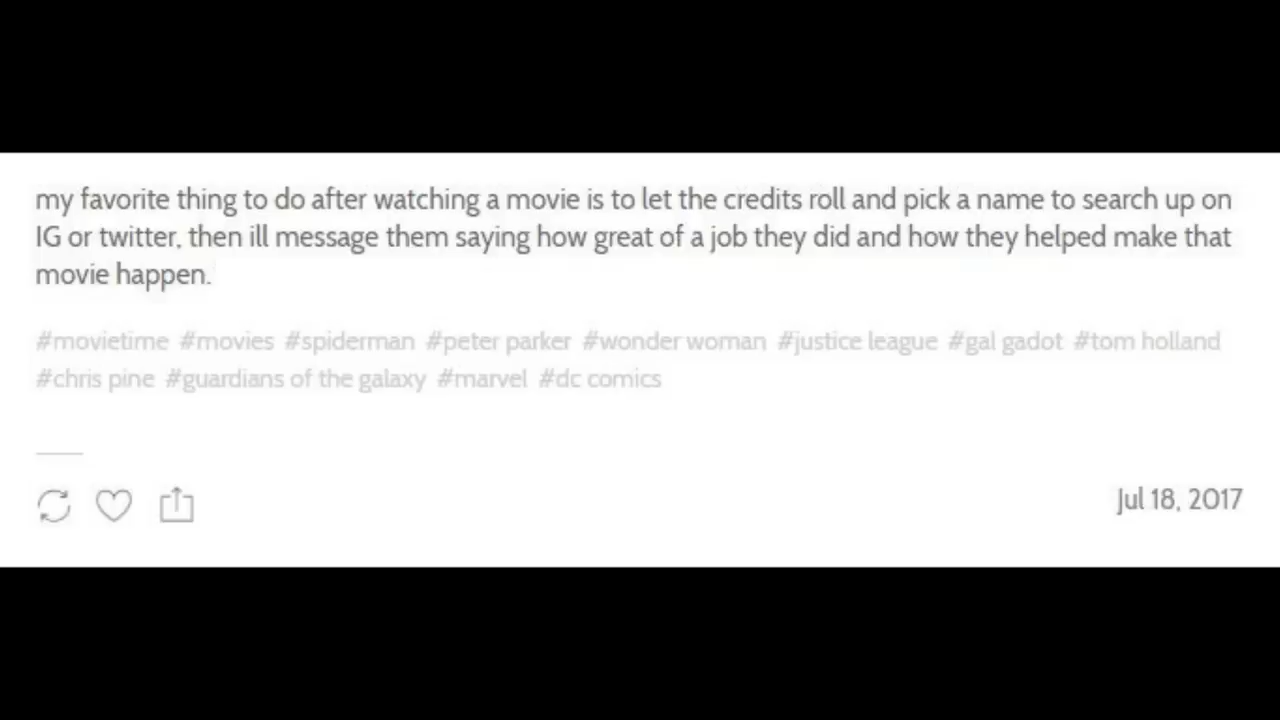 my favorite thing to do after watching a movie is to let the credits roll and pick a name to search up on
IG or twitter, then ill message them saying how great of a job they did and how they helped make that
movie happen.
#movietime #movies #spiderman #peter parker #wonder woman #justice league #gal gadot #tom holland
#chris pine #guardians of the galaxy #marvel #dc comics
Jul 18, 2017